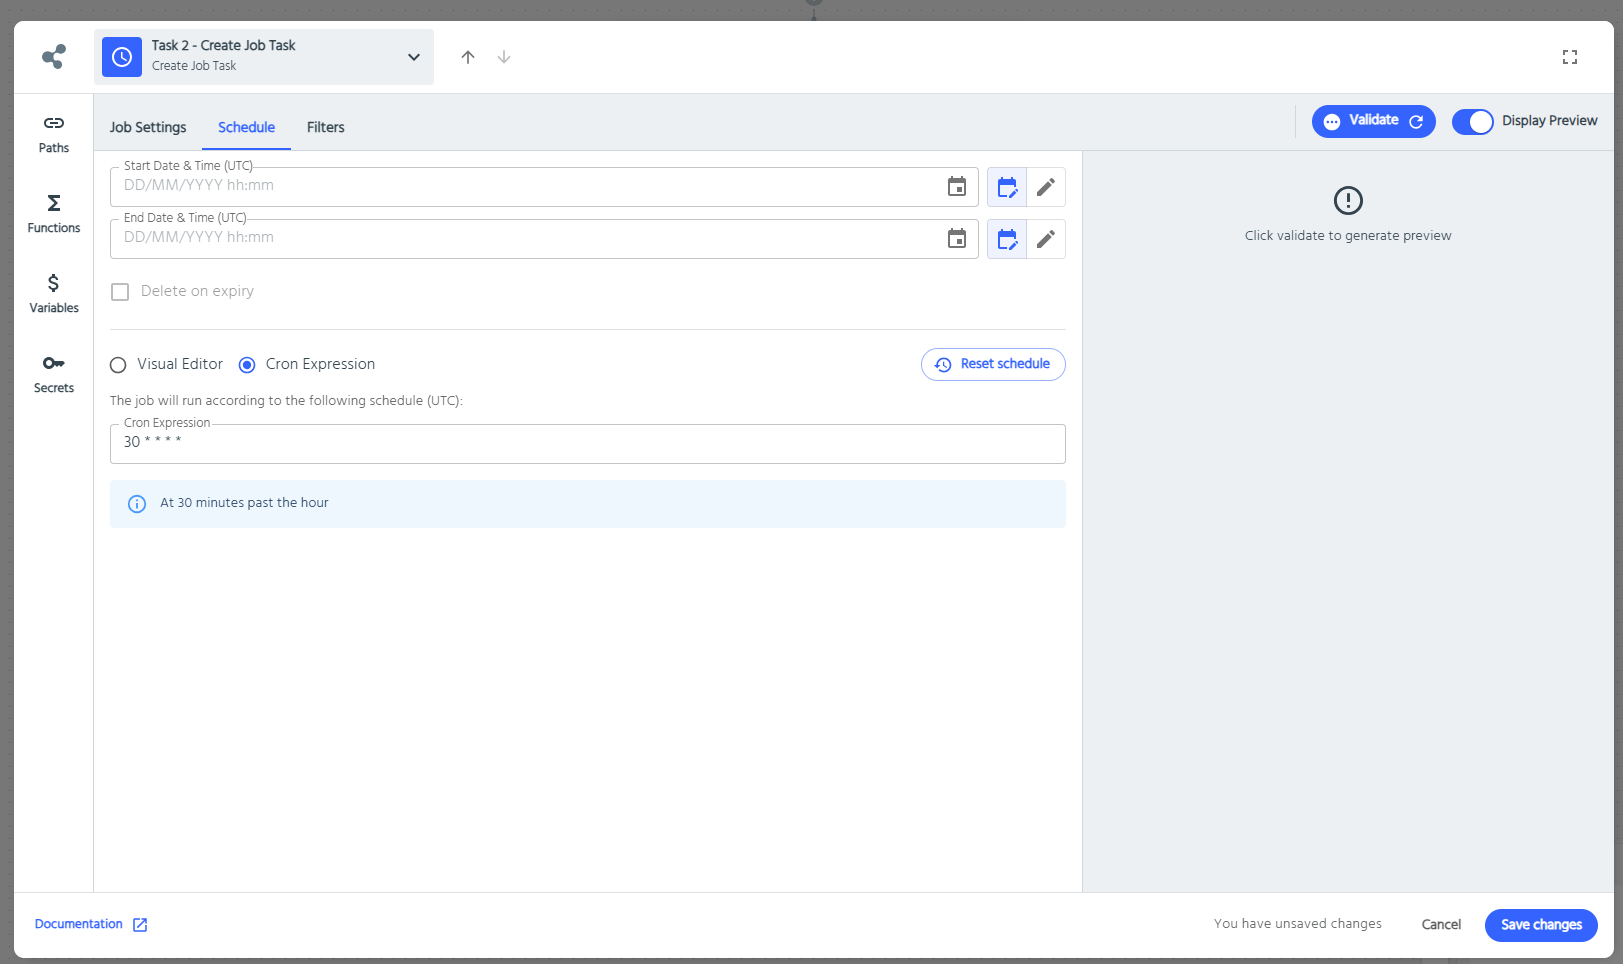 Task 2 - Create Job Task
Create Job Task
Paths
Functions
Variables
Secrets
Job Settings
Schedule
Filters
Validate
Display Preview
Start Date & Time (UTC)
DD/MM/YYYY hh:mm
End Date & Time (UTC)
DD/MM/YYYY hh:mm
Delete on expiry
Visual Editor
Cron Expression
Reset schedule
The job will run according to the following schedule (UTC):
Cron Expression
30 * * * *
At 30 minutes past the hour
Click validate to generate preview
Documentation
You have unsaved changes
Cancel
Save changes